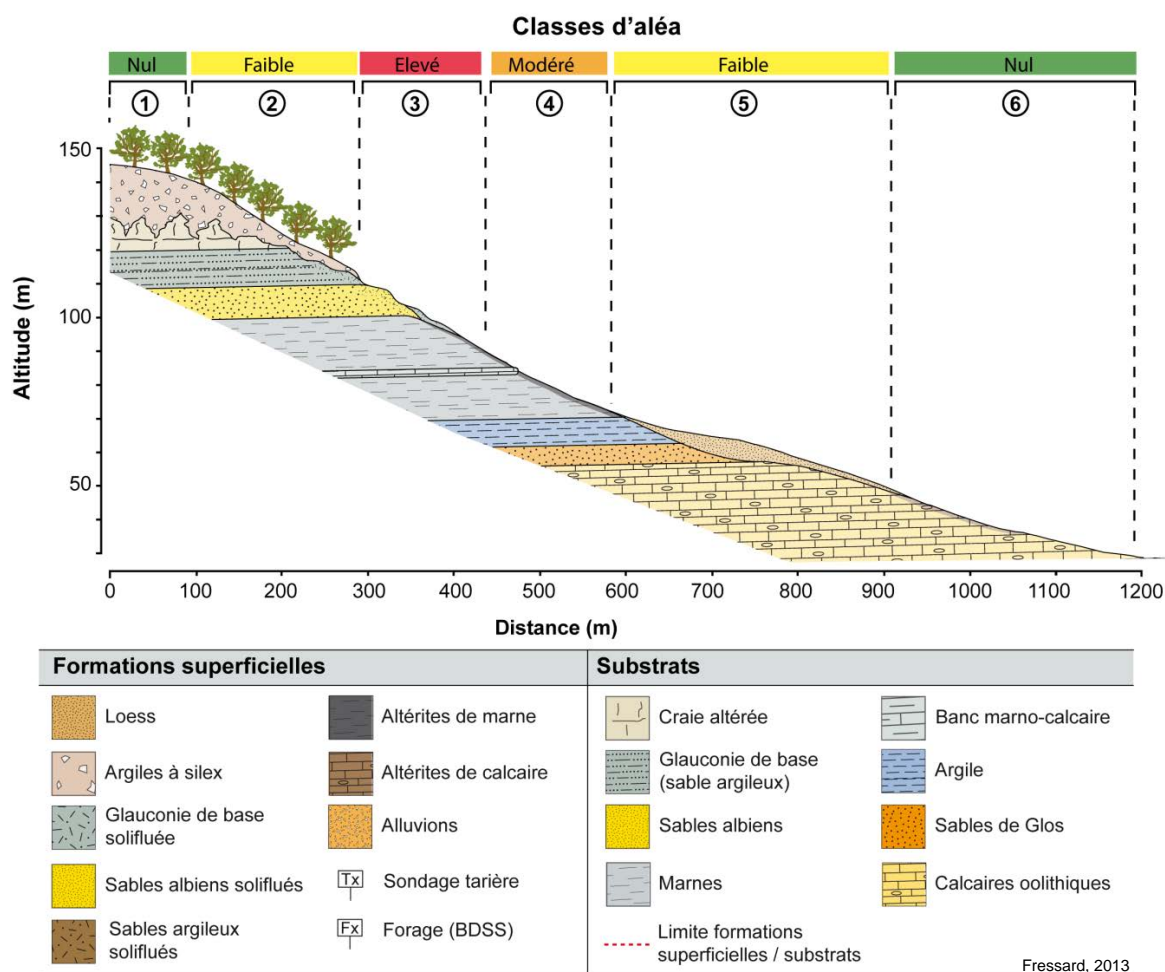 Classes d'aléa
Nul
Faible
Elevé
Modéré
Faible
Nul
1
2
3
4
5
6
150
100
50
Altitude (m)
0
100
200
300
400
500
600
700
800
900
1000
1100
1200
Distance (m)
Formations superficielles
Loess
Argiles à silex
Glauconie de base
solifluée
Sables albiens soliflués
Sables argileux
soliflués
Altérites de marne
Altérites de calcaire
Alluvions
Tx Sondage tarière
Fx Forage (BDSS)
Substrats
Craie altérée
Glauconie de base
(sable argileux)
Sables albiens
Marnes
Limite formations
superficielles / substrats
Banc marno-calcaire
Argile
Sables de Glos
Calcaires oolithiques
Fressard, 2013